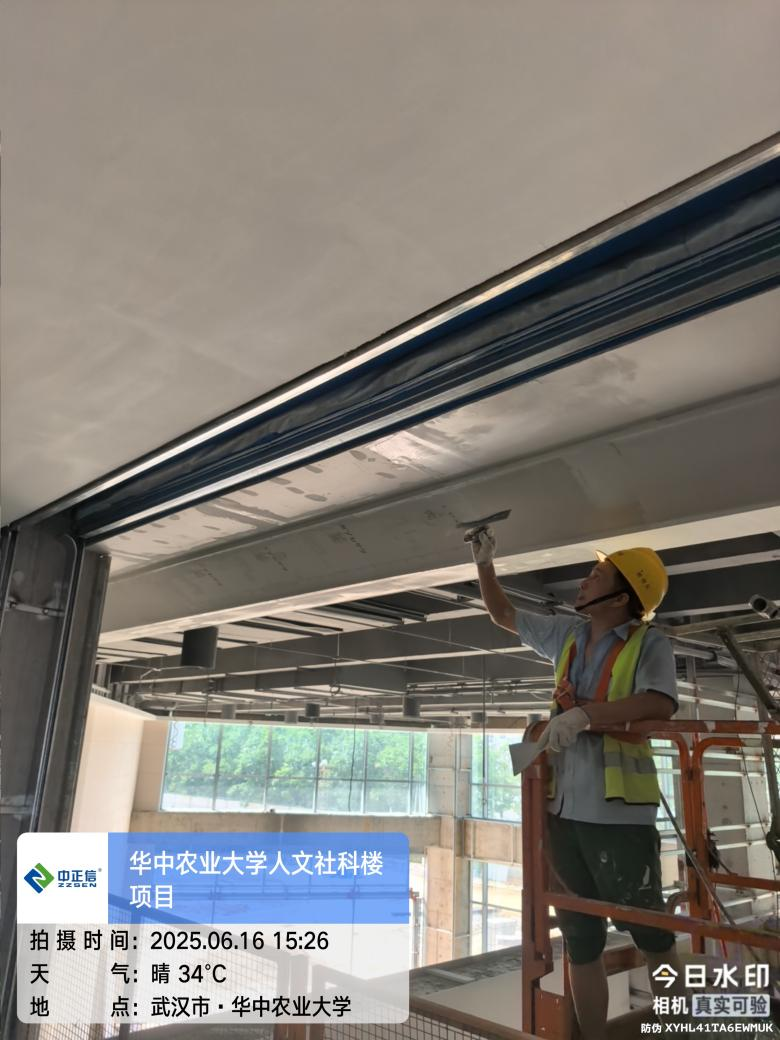 中正信®
ZZSEN
华中农业大学人文社科楼
项目
拍摄时间：2025.06.16 15:26
天气：晴 34°C
地点：武汉市·华中农业大学
今日水印
相机 真实可验
防伪 XYHL41TA6EWMUK